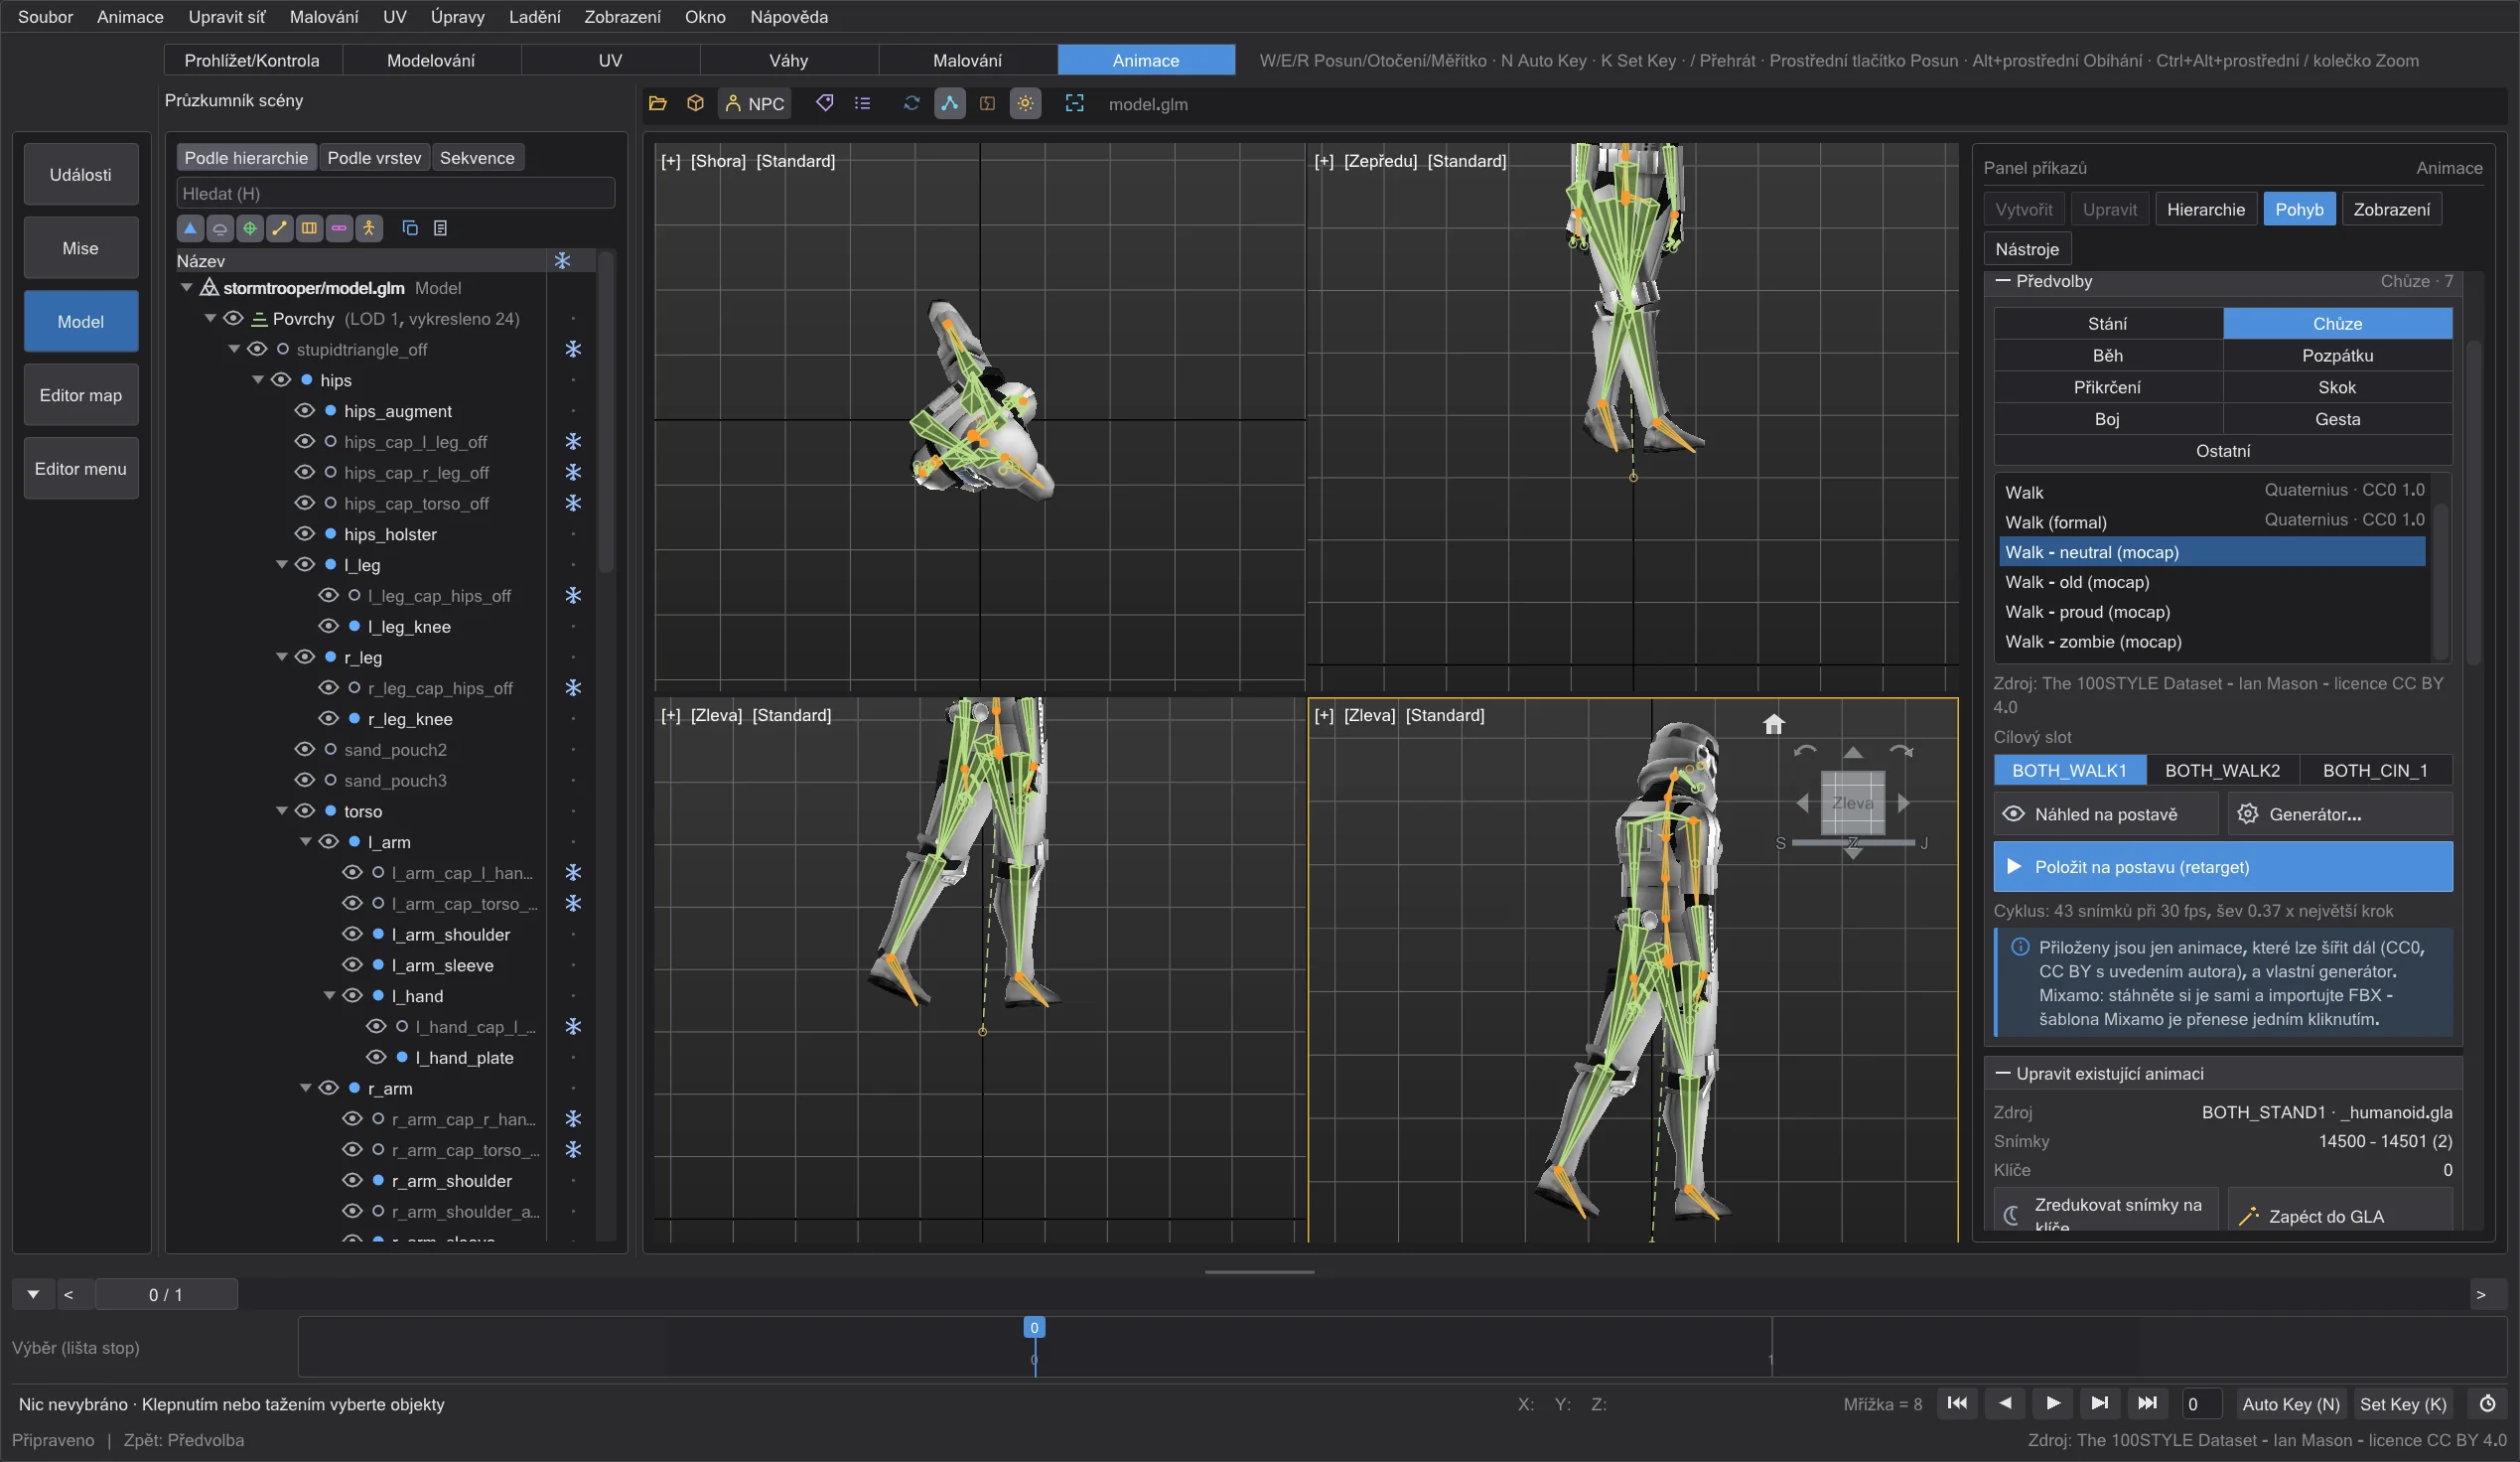 Soubor Animace Upravit síť Malování UV Úpravy Ladění Zobrazení Okno Nápověda
Prohlížet/Kontrola Modelování UV Váhy Malování Animace W/E/R Posun/Otočení/Měřítko · N Auto Key · K Set Key · / Přehrát · Prostřední tlačítko Posun · Alt+prostřední Obíhání · Ctrl+Alt+prostřední / kolečko Zoom
Průzkumník scény
NPC model.glm
Události
Mise
Model
Editor map
Editor menu
Podle hierarchie Podle vrstev Sekvence
Hledat (H)
Název
stormtrooper/model.glm Model
Povrchy (LOD 1, vykresleno 24)
stupidtriangle_off
hips
hips_augment
hips_cap_l_leg_off
hips_cap_r_leg_off
hips_cap_torso_off
hips_holster
l_leg
l_leg_cap_hips_off
l_leg_knee
r_leg
r_leg_cap_hips_off
r_leg_knee
sand_pouch2
sand_pouch3
torso
l_arm
l_arm_cap_l_han...
l_arm_cap_torso_...
l_arm_shoulder
l_arm_sleeve
l_hand
l_hand_cap_l_...
l_hand_plate
r_arm
r_arm_cap_r_han...
r_arm_cap_torso_...
r_arm_shoulder
r_arm_shoulder_a...
r_arm_sleeve
[+] [Shora] [Standard]
[+] [Zepředu] [Standard]
[+] [Zleva] [Standard]
[+] [Zleva] [Standard]
Zleva
S Z J
Panel příkazů Animace
Vytvořit Upravit Hierarchie Pohyb Zobrazení
Nástroje
Předvolby Chůze · 7
Stání Chůze
Běh Pozpátku
Přikrčení Skok
Boj Gesta
Ostatní
Walk Quaternius · CC0 1.0
Walk (formal) Quaternius · CC0 1.0
Walk - neutral (mocap)
Walk - old (mocap)
Walk - proud (mocap)
Walk - zombie (mocap)
Zdroj: The 100STYLE Dataset - Ian Mason - licence CC BY
4.0
Cílový slot
BOTH_WALK1 BOTH_WALK2 BOTH_CIN_1
Náhled na postavě Generátor...
Položit na postavu (retarget)
Cyklus: 43 snímků při 30 fps, šev 0.37 x největší krok
Přiloženy jsou jen animace, které lze šířit dál (CC0,
CC BY s uvedením autora), a vlastní generátor.
Mixamo: stáhněte si je sami a importujte FBX -
šablona Mixamo je přenese jedním kliknutím.
Upravit existující animaci
Zdroj BOTH_STAND1 · _humanoid.gla
Snímky 14500 - 14501 (2)
Klíče 0
Zredukovat snímky na
klíče
Zapéct do GLA
< 0 / 1 >
Výběr (lišta stop)
0
0 1
Nic nevybráno · Klepnutím nebo tažením vyberte objekty X: Y: Z: Mřížka = 8 0 Auto Key (N) Set Key (K)
Připraveno | Zpět: Předvolba Zdroj: The 100STYLE Dataset - Ian Mason - licence CC BY 4.0